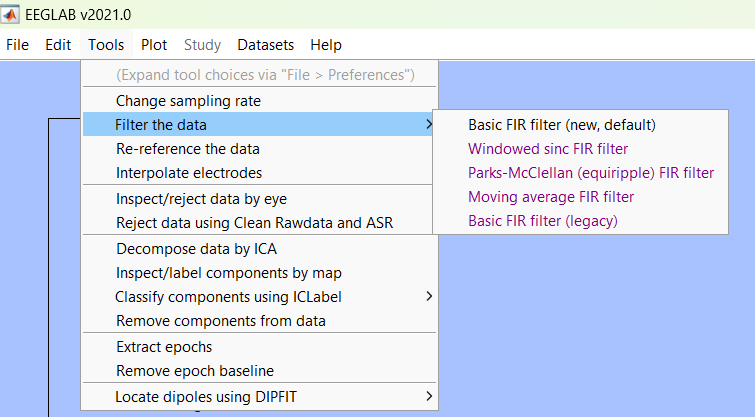 EEGLAB v2021.0
File Edit Tools Plot Study Datasets Help
(Expand tool choices via "File > Preferences")
Change sampling rate
Filter the data
Re-reference the data
Interpolate electrodes
Inspect/reject data by eye
Reject data using Clean Rawdata and ASR
Decompose data by ICA
Inspect/label components by map
Classify components using ICLabel
Remove components from data
Extract epochs
Remove epoch baseline
Locate dipoles using DIPFIT
Basic FIR filter (new, default)
Windowed sinc FIR filter
Parks-McClellan (equiripple) FIR filter
Moving average FIR filter
Basic FIR filter (legacy)